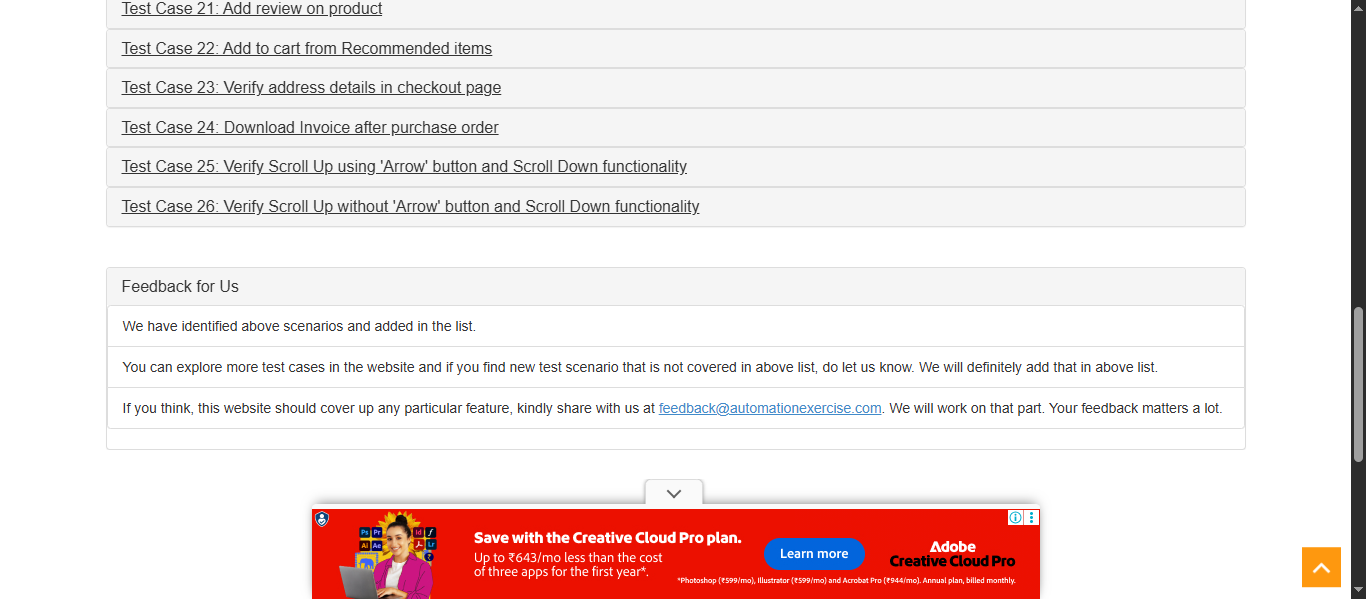 Test Case 21: Add review on product
Test Case 22: Add to cart from Recommended items
Test Case 23: Verify address details in checkout page
Test Case 24: Download Invoice after purchase order
Test Case 25: Verify Scroll Up using 'Arrow' button and Scroll Down functionality
Test Case 26: Verify Scroll Up without 'Arrow' button and Scroll Down functionality
Feedback for Us
We have identified above scenarios and added in the list.
You can explore more test cases in the website and if you find new test scenario that is not covered in above list, do let us know. We will definitely add that in above list.
If you think, this website should cover up any particular feature, kindly share with us at feedback@automationexercise.com. We will work on that part. Your feedback matters a lot.
Ps Pr Id f
Ai Ae Lr
Save with the Creative Cloud Pro plan.
Up to ₹643/mo less than the cost
of three apps for the first year*.
Learn more
Adobe
Creative Cloud Pro
*Photoshop (₹599/mo), Illustrator (₹599/mo) and Acrobat Pro (₹944/mo). Annual plan, billed monthly.